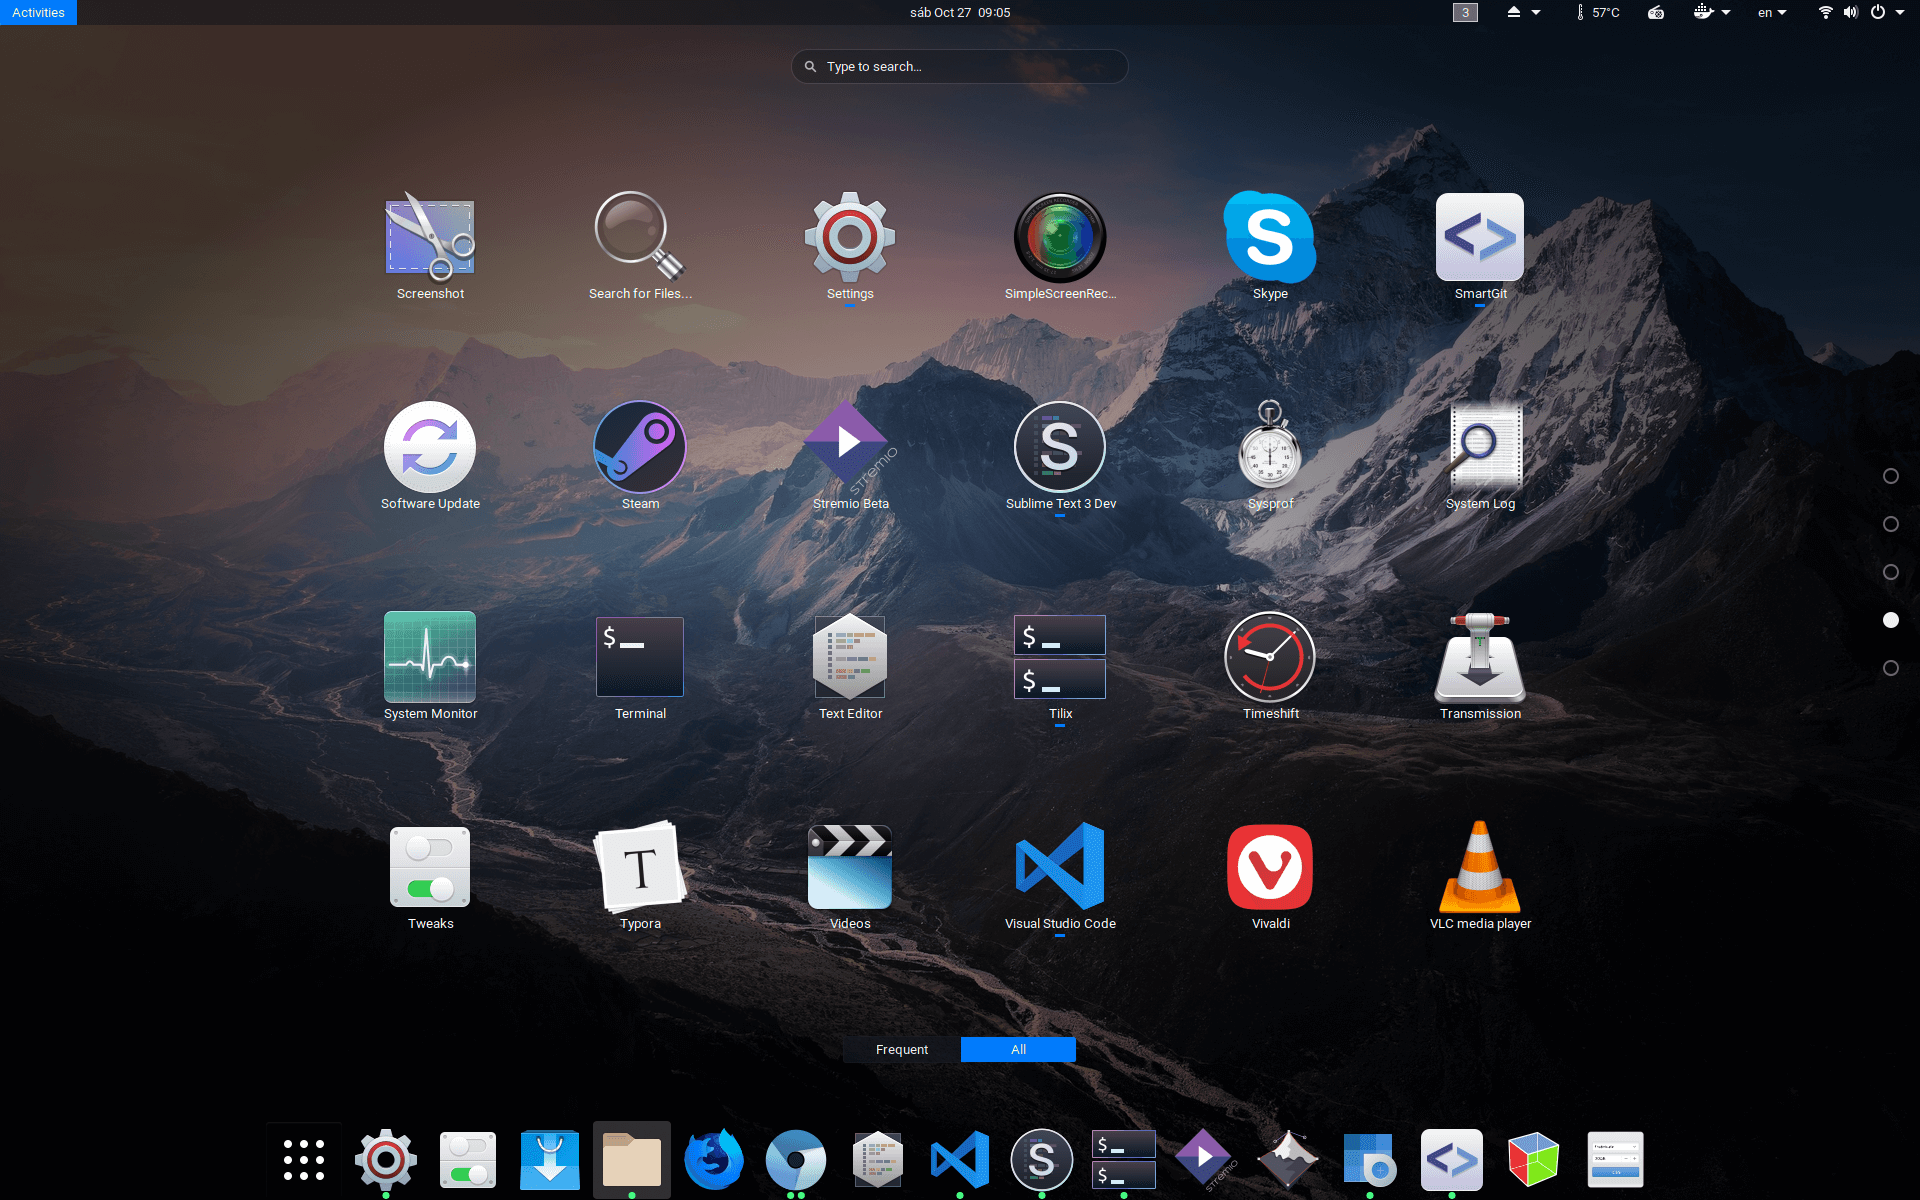 Activities
sáb Oct 27 09:05
3
57°C
en
Type to search...
Screenshot
Search for Files...
Settings
SimpleScreenRec...
Skype
SmartGit
Software Update
Steam
Stremio Beta
Sublime Text 3 Dev
Sysprof
System Log
STREMIO
System Monitor
Terminal
Text Editor
Tilix
Timeshift
Transmission
Tweaks
Typora
Videos
Visual Studio Code
Vivaldi
VLC media player
Frequent
All
STREMIO